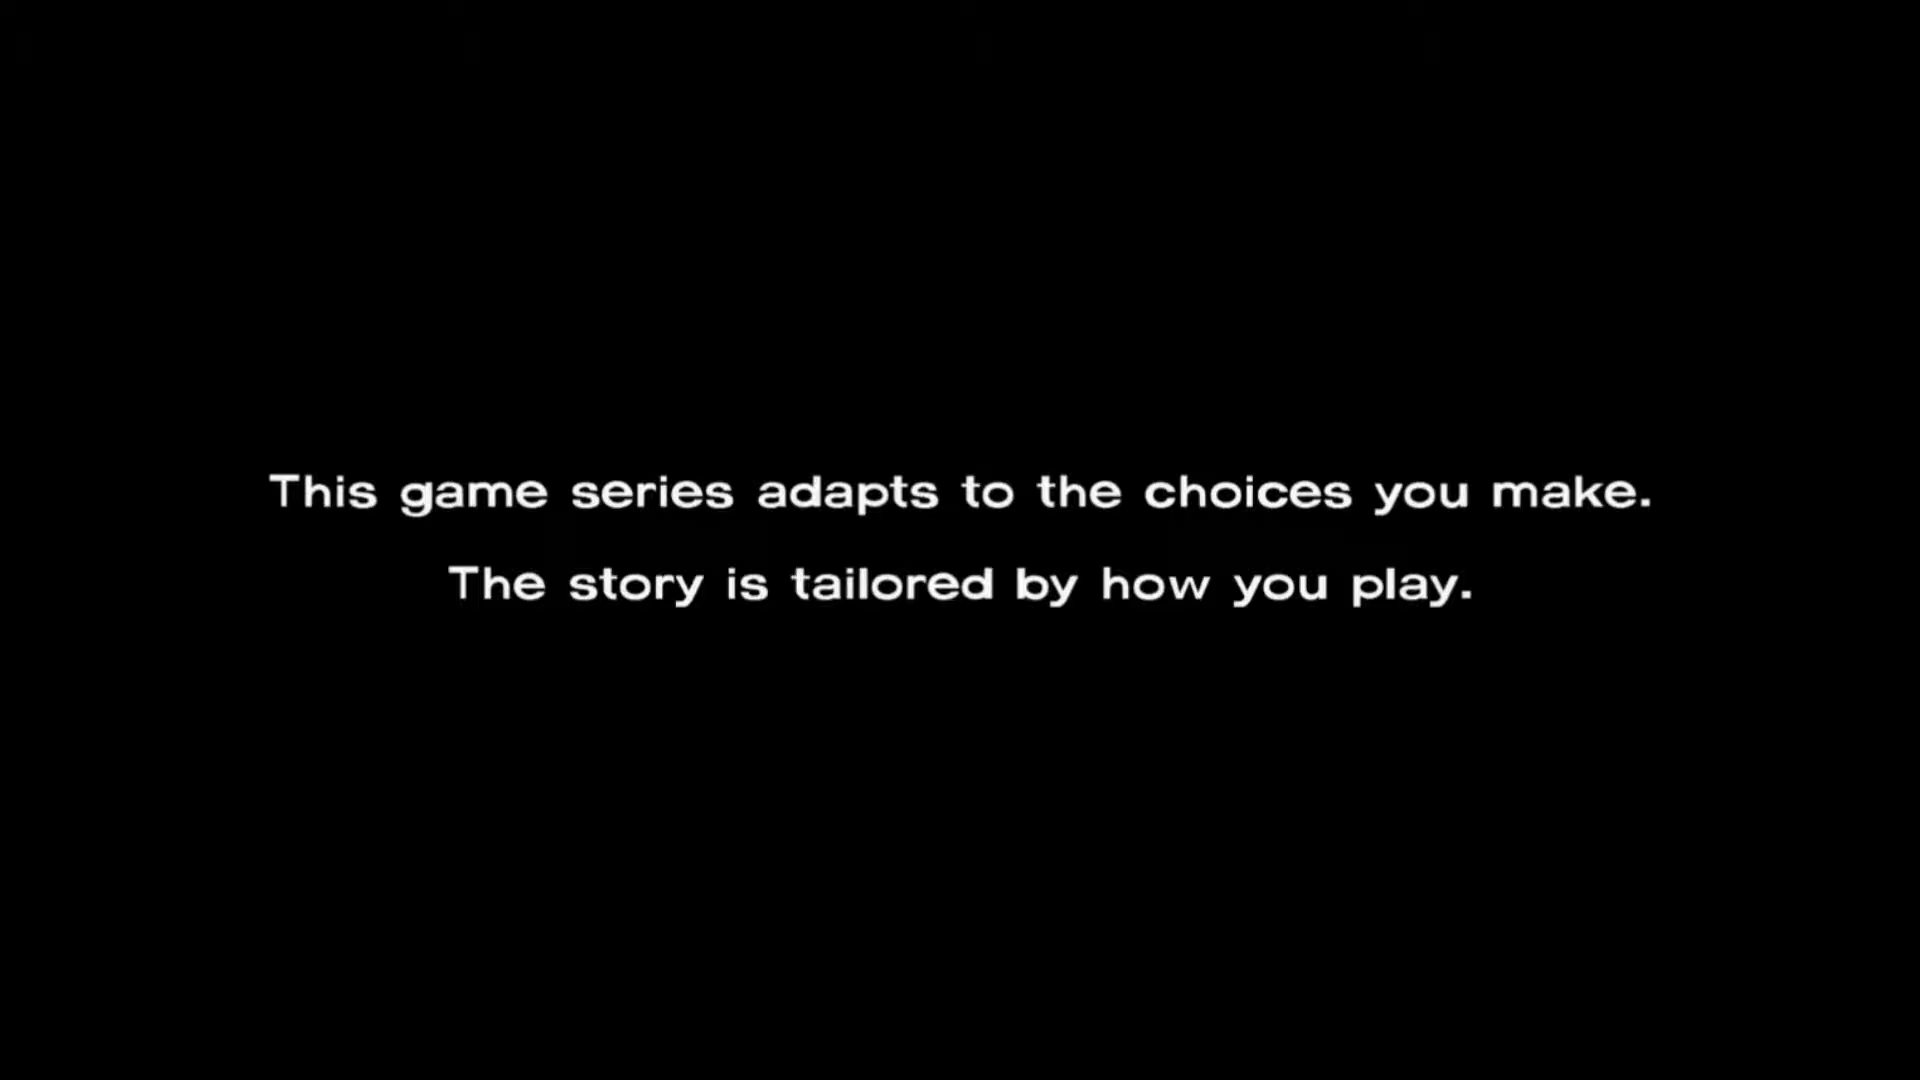 This game series adapts to the choices you make.
The story is tailored by how you play.